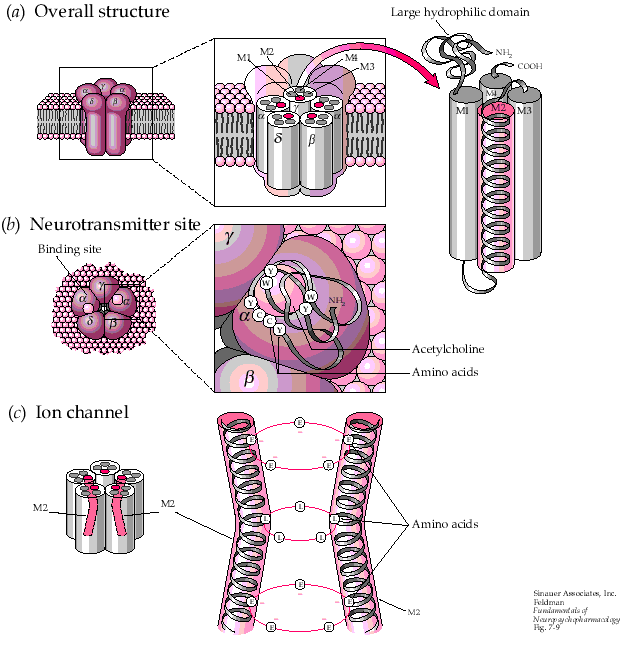 (a) Overall structure
Large hydrophilic domain
M1
M2
M4
M3
NH2
COOH
γ
α
α
δ
β
α
α
δ
β
M1
M4
M2
M3
(b) Neurotransmitter site
Binding site
γ
α
α
δ
β
γ
Y
W
W
Y
Y
C
C
Y
NH2
α
β
Acetylcholine
Amino acids
(c) Ion channel
M2
M2
E
E
E
E
E
L
L
L
L
L
E
E
E
E
E
Amino acids
M2
Sinauer Associates, Inc.
Feldman
Fundamentals of
Neuropsychopharmacology
Fig. 7-9